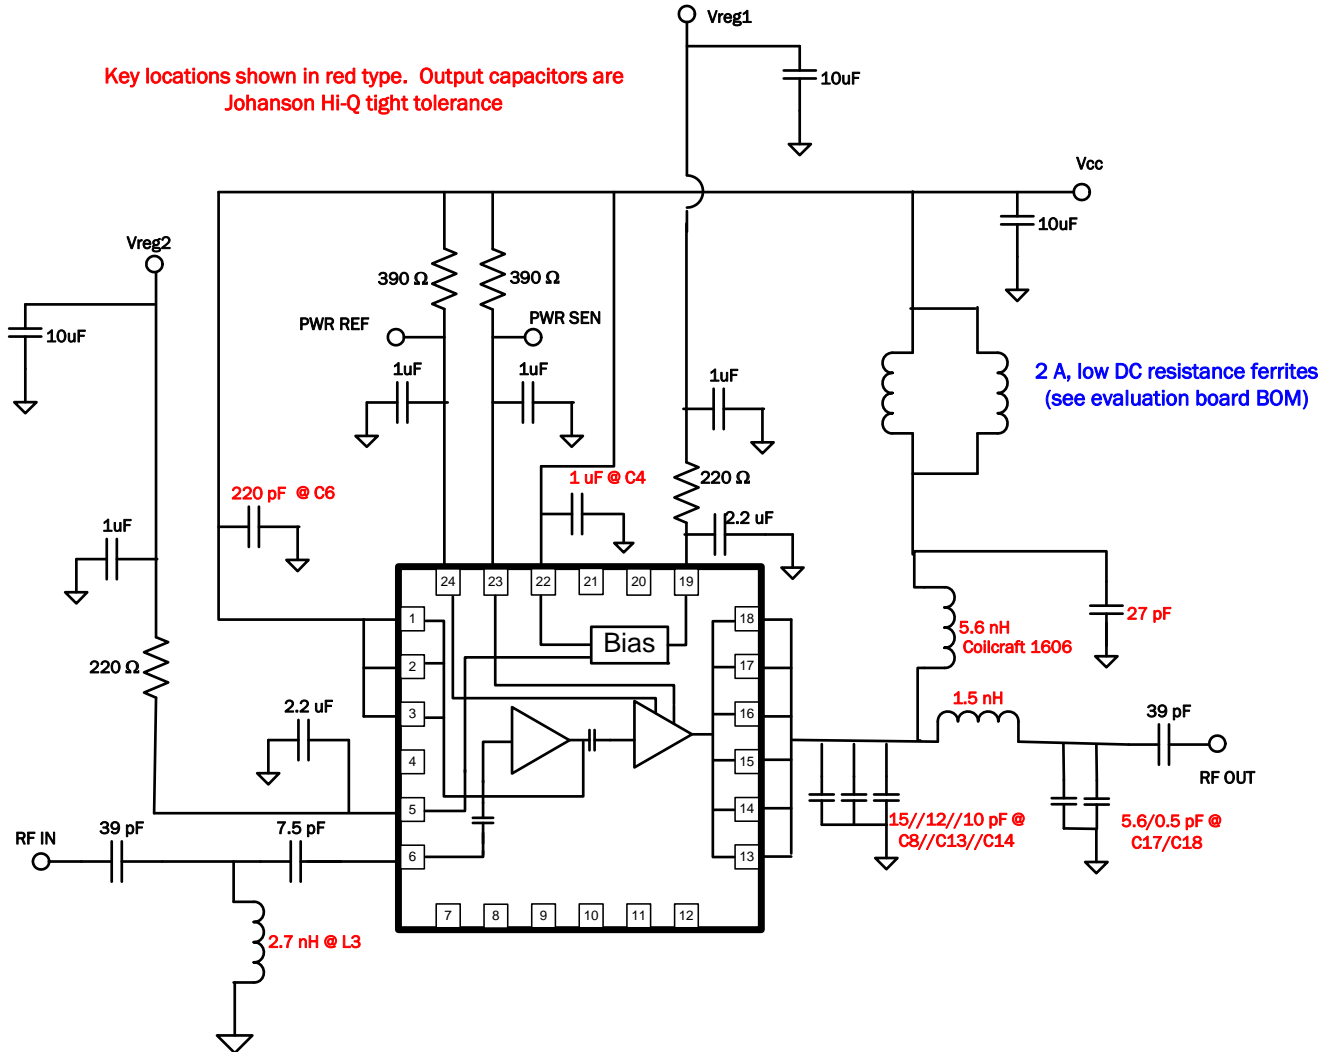 Vreg1
Key locations shown in red type. Output capacitors are
Johanson Hi-Q tight tolerance
10uF
Vcc
10uF
Vreg2
390 Ω
390 Ω
PWR REF
PWR SEN
10uF
1uF
1uF
1uF
2 A, low DC resistance ferrites
(see evaluation board BOM)
220 pF @ C6
1 uF @ C4
220 Ω
1uF
2.2 uF
24
23
22
21
20
19
1
2
3
4
5
6
18
17
16
15
14
13
7
8
9
10
11
12
Bias
27 pF
5.6 nH
Coilcraft 1606
220 Ω
2.2 uF
1.5 nH
39 pF
RF OUT
15//12//10 pF @
C8//C13//C14
5.6/0.5 pF @
C17/C18
RF IN
39 pF
7.5 pF
2.7 nH @ L3